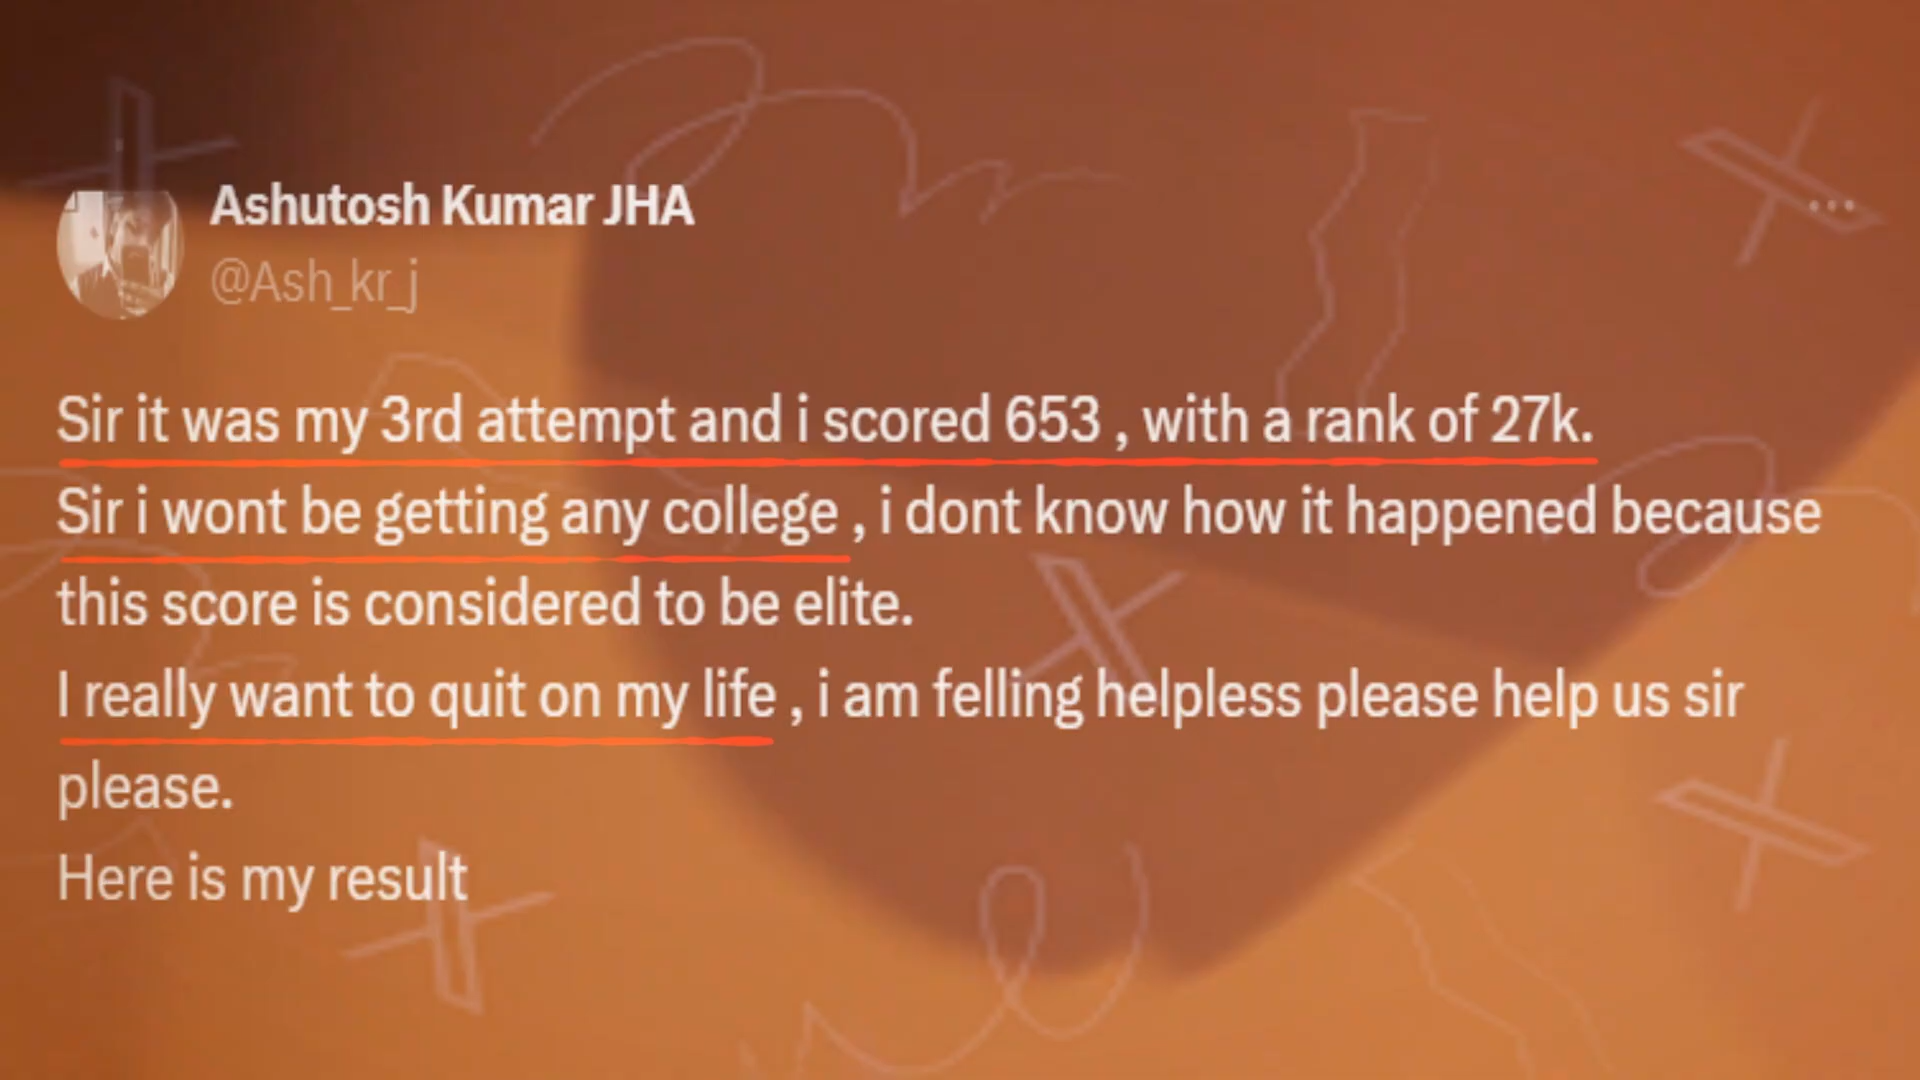 Ashutosh Kumar JHA
@Ash_kr_j
Sir it was my 3rd attempt and i scored 653 , with a rank of 27k.
Sir i wont be getting any college , i dont know how it happened because
this score is considered to be elite.
I really want to quit on my life , i am felling helpless please help us sir
please.
Here is my result